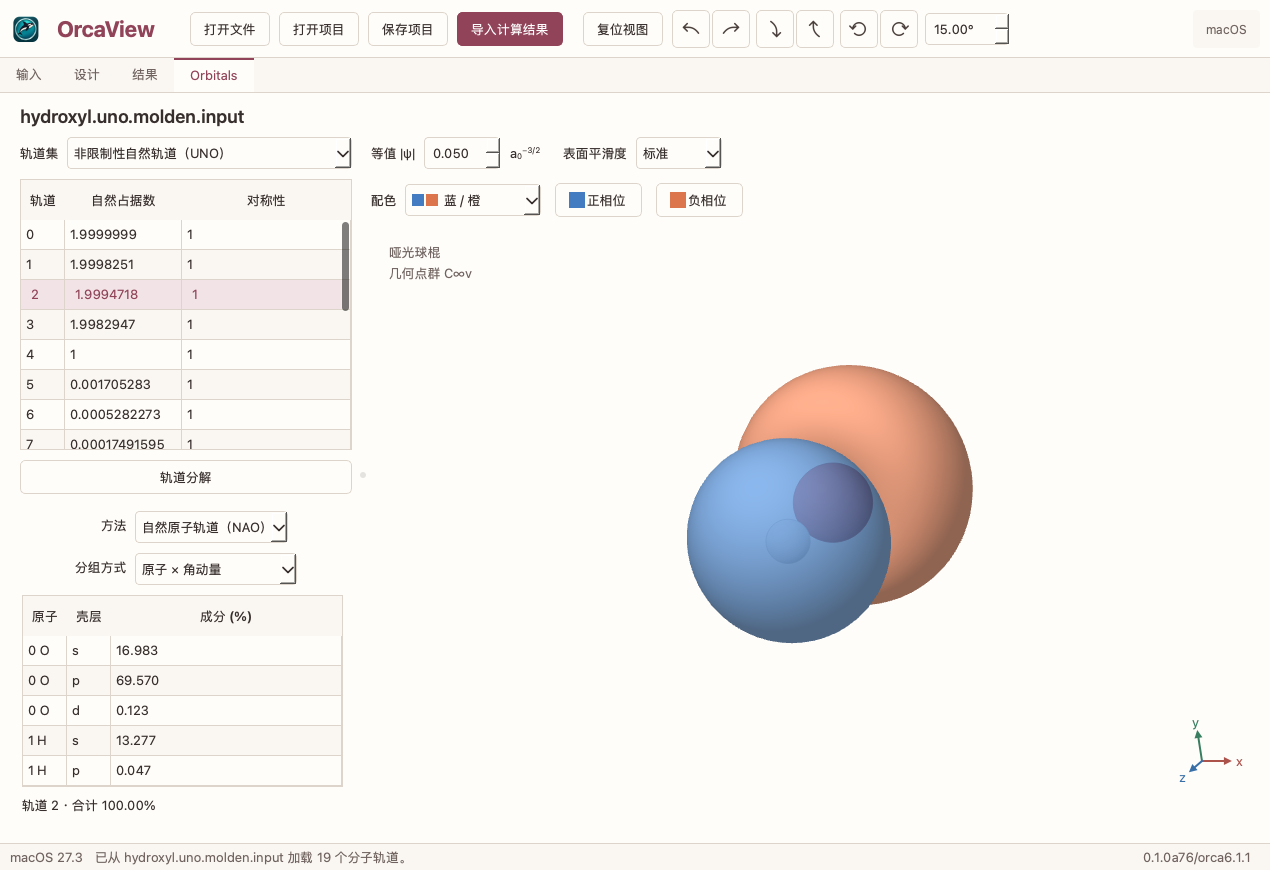 OrcaView 打开文件 打开项目 保存项目 导入计算结果 复位视图 15.00° macOS
输入 设计 结果 Orbitals
hydroxyl.uno.molden.input
轨道集 非限制性自然轨道（UNO） 等值 |ψ| 0.050 a₀⁻³/² 表面平滑度 标准
配色 蓝 / 橙 正相位 负相位
轨道 自然占据数 对称性
0 1.9999999 1
1 1.9998251 1
2 1.9994718 1
3 1.9982947 1
4 1 1
5 0.001705283 1
6 0.0005282273 1
7 0.00017491595 1
哑光球棍
几何点群 C∞v
轨道分解
方法 自然原子轨道（NAO）
分组方式 原子 × 角动量
原子 壳层 成分 (%)
0 O s 16.983
0 O p 69.570
0 O d 0.123
1 H s 13.277
1 H p 0.047
轨道 2 · 合计 100.00%
y
x
z
macOS 27.3 已从 hydroxyl.uno.molden.input 加载 19 个分子轨道。 0.1.0a76/orca6.1.1